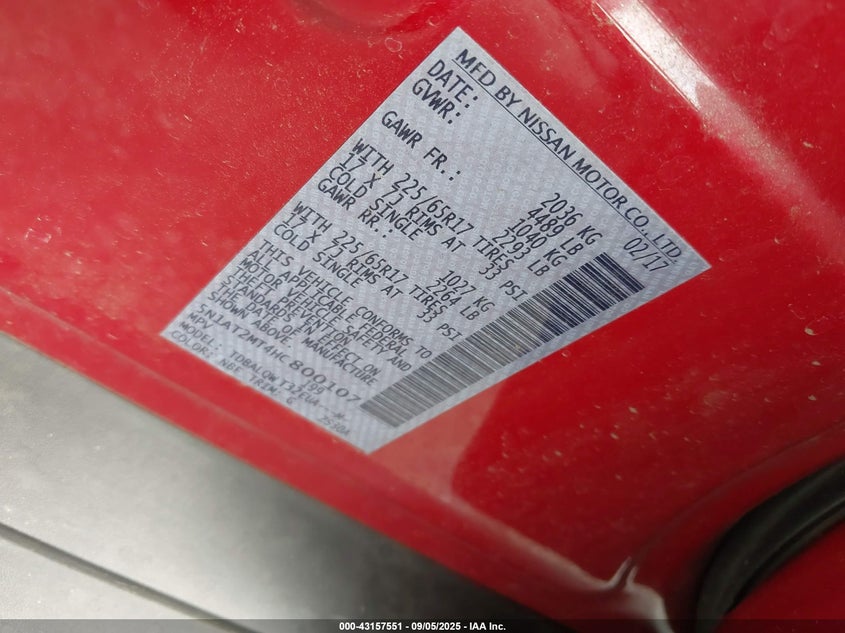 MFD BY NISSAN MOTOR CO., LTD
DATE: 02/17
GVWR: 2036 KG
4489 LB
GAWR FR.: 1040 KG
2293 LB
WITH 225/65R17 TIRES
17 X 7J RIMS AT 33 PSI
COLD SINGLE
GAWR RR: 1027 KG
2264 LB
WITH 225/65R17 TIRES
17 X 7J RIMS AT 33 PSI
COLD SINGLE
THIS VEHICLE CONFORMS TO
ALL APPLICABLE FEDERAL
MOTOR VEHICLE SAFETY AND
THEFT PREVENTION
STANDARDS IN EFFECT ON
THE DATE OF MANUFACTURE
SHOWN ABOVE.
5N1AT2MT4HC800107
MPV
MODEL:
COLOR: TRIM: G
000-43157551 - 09/05/2025 - IAA Inc.